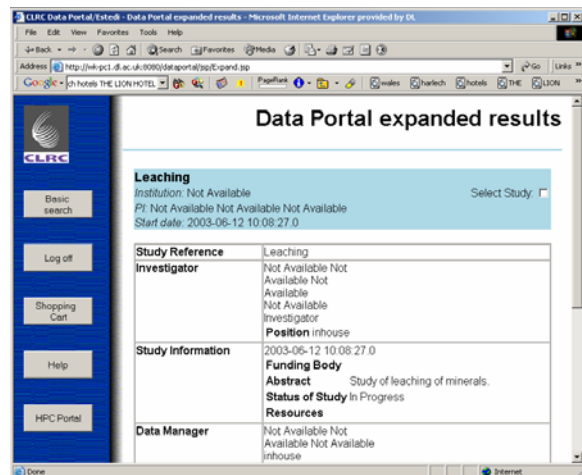 CLRC Data Portal/Estedi - Data Portal expanded results - Microsoft Internet Explorer provided by DL
File Edit View Favorites Tools Help
Back Search Favorites Media
Address http://wk-pc1.dl.ac.uk:8080/dataportal/jsp/Expand.jsp Go Links »
Google ch hotels THE LION HOTEL PageRank wales harlech hotels THE LION »
Data Portal expanded results
CLRC
Leaching
Institution: Not Available Select Study:
PI: Not Available Not Available Not Available
Start date: 2003-06-12 10:08:27.0
Basic search
Log off
Shopping Cart
Help
HPC Portal
Study Reference Leaching
Investigator Not Available Not
Available Not
Available
Not Available
Investigator
Position inhouse
Study Information 2003-06-12 10:08:27.0
Funding Body
Abstract Study of leaching of minerals.
Status of Study In Progress
Resources
Data Manager Not Available Not
Available Not Available
inhouse
Done Internet